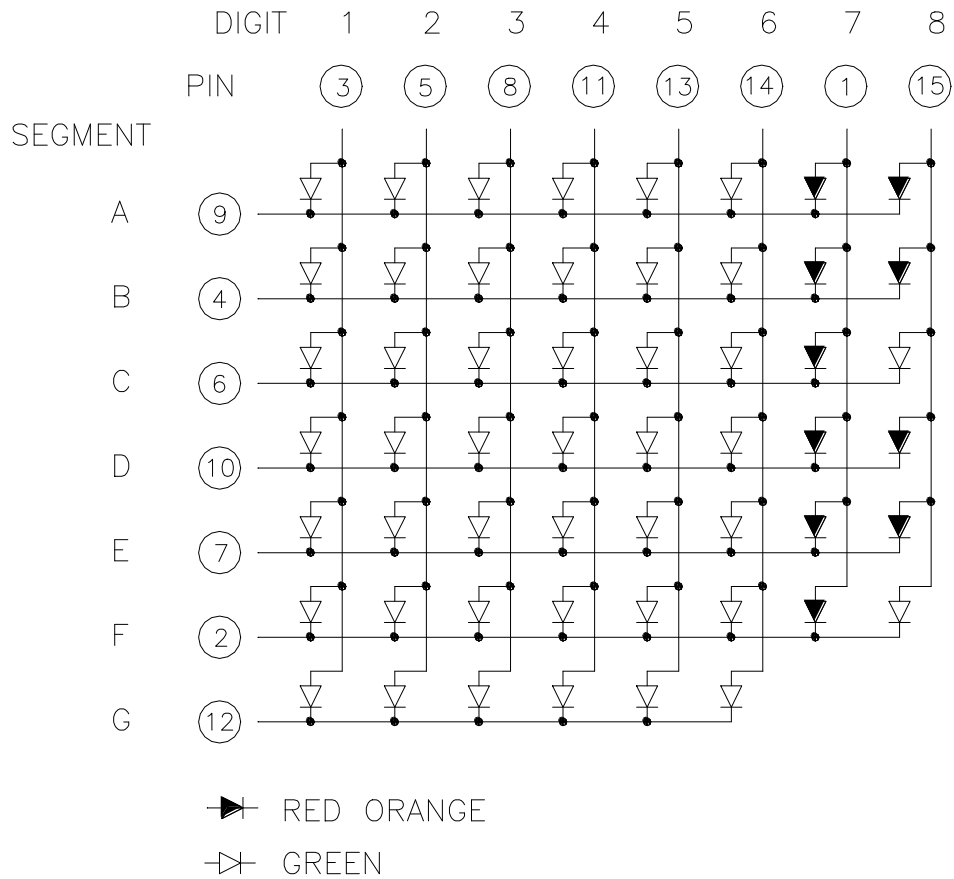 DIGIT 1 2 3 4 5 6 7 8
PIN 3 5 8 11 13 14 1 15
SEGMENT
A 9
B 4
C 6
D 10
E 7
F 2
G 12
RED ORANGE
GREEN